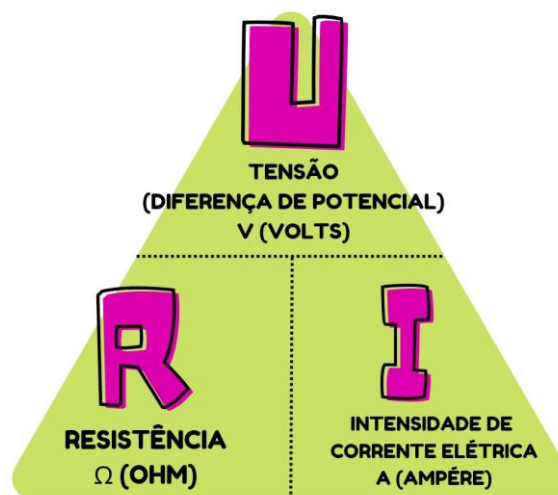 U
TENSÃO
(DIFERENÇA DE POTENCIAL)
V (VOLTS)
R
RESISTÊNCIA
Ω (OHM)
I
INTENSIDADE DE
CORRENTE ELÉTRICA
A (AMPÉRE)